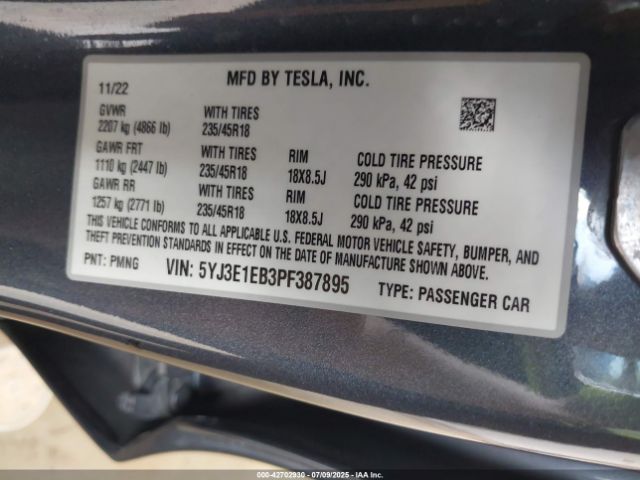 MFD BY TESLA, INC.
11/22
GVWR
2207 kg (4866 lb)
WITH TIRES
235/45R18
GAWR FRT
1110 kg (2447 lb)
WITH TIRES
235/45R18
RIM
18X8.5J
COLD TIRE PRESSURE
290 kPa, 42 psi
GAWR RR
1257 kg (2771 lb)
WITH TIRES
235/45R18
RIM
18X8.5J
COLD TIRE PRESSURE
290 kPa, 42 psi
THIS VEHICLE CONFORMS TO ALL APPLICABLE U.S. FEDERAL MOTOR VEHICLE SAFETY, BUMPER, AND
THEFT PREVENTION STANDARDS IN EFFECT ON THE DATE OF MANUFACTURE SHOWN ABOVE.
PNT: PMNG
VIN: 5YJ3E1EB3PF387895
TYPE: PASSENGER CAR
000-42702930 - 07/09/2025 - IAA Inc.